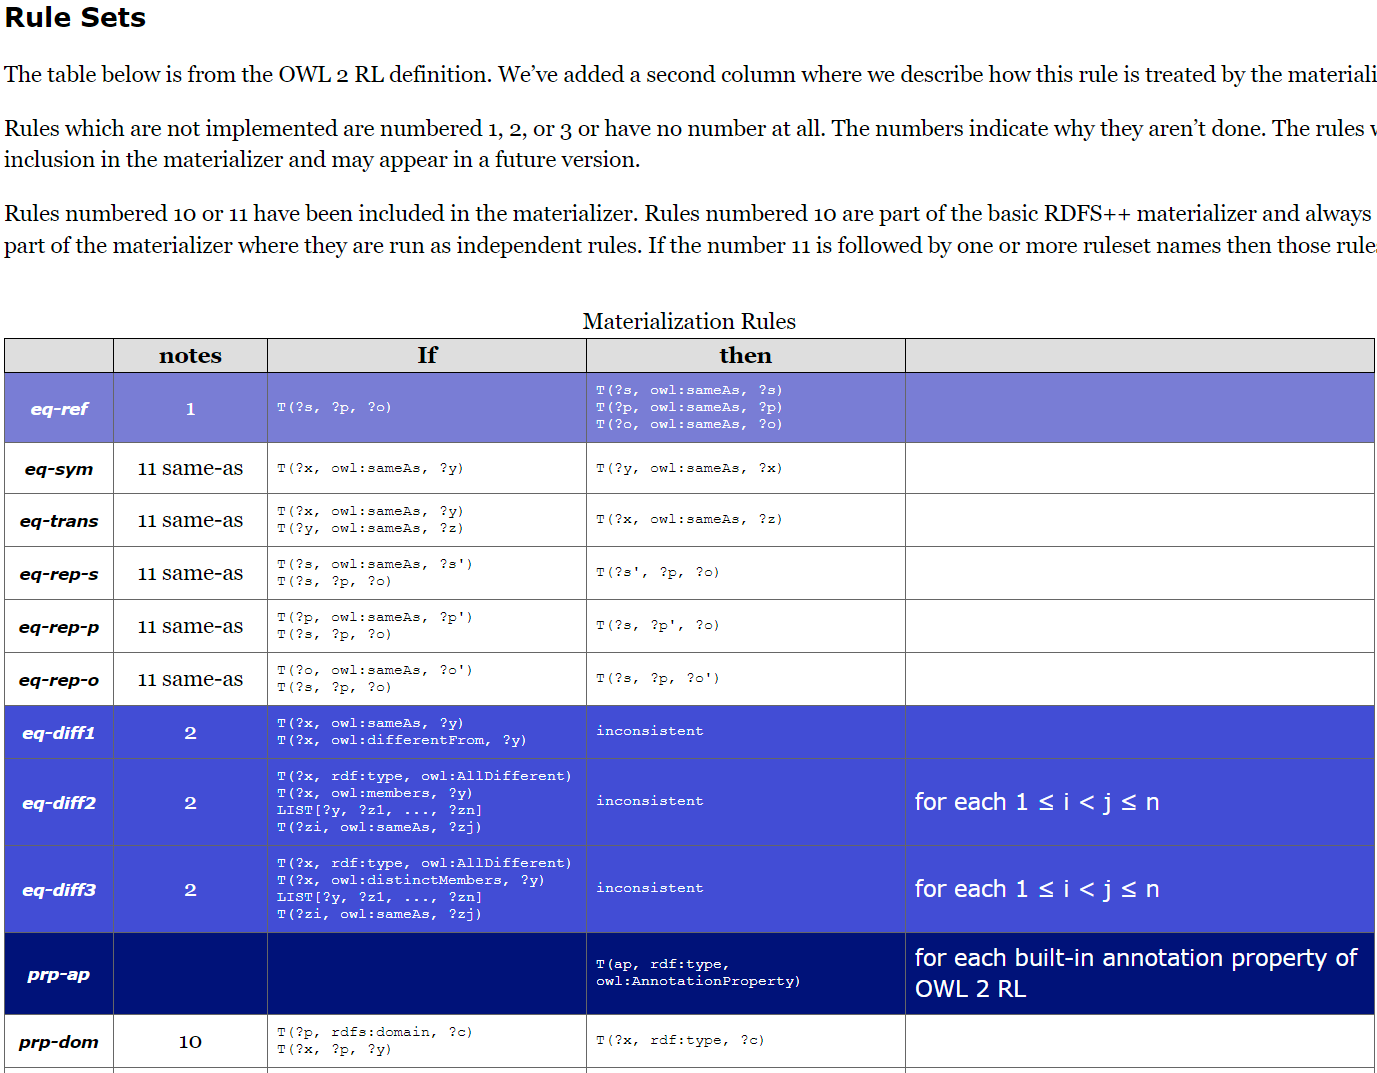 Rule Sets
The table below is from the OWL 2 RL definition. We’ve added a second column where we describe how this rule is treated by the materiali
Rules which are not implemented are numbered 1, 2, or 3 or have no number at all. The numbers indicate why they aren’t done. The rules
inclusion in the materializer and may appear in a future version.
Rules numbered 10 or 11 have been included in the materializer. Rules numbered 10 are part of the basic RDFS++ materializer and always
part of the materializer where they are run as independent rules. If the number 11 is followed by one or more ruleset names then those rule
Materialization Rules
notes If then
eq-ref 1 T(?s, ?p, ?o)
T(?s, owl:sameAs, ?s)
T(?p, owl:sameAs, ?p)
T(?o, owl:sameAs, ?o)
eq-sym 11 same-as T(?x, owl:sameAs, ?y) T(?y, owl:sameAs, ?x)
eq-trans 11 same-as
T(?x, owl:sameAs, ?y)
T(?y, owl:sameAs, ?z)
T(?x, owl:sameAs, ?z)
eq-rep-s 11 same-as
T(?s, owl:sameAs, ?s')
T(?s, ?p, ?o)
T(?s', ?p, ?o)
eq-rep-p 11 same-as
T(?p, owl:sameAs, ?p')
T(?s, ?p, ?o)
T(?s, ?p', ?o)
eq-rep-o 11 same-as
T(?o, owl:sameAs, ?o')
T(?s, ?p, ?o)
T(?s, ?p, ?o')
eq-diff1 2
T(?x, owl:sameAs, ?y)
T(?x, owl:differentFrom, ?y)
inconsistent
eq-diff2 2
T(?x, rdf:type, owl:AllDifferent)
T(?x, owl:members, ?y)
LIST[?y, ?z1, ..., ?zn]
T(?zi, owl:sameAs, ?zj)
inconsistent
for each 1 ≤ i < j ≤ n
eq-diff3 2
T(?x, rdf:type, owl:AllDifferent)
T(?x, owl:distinctMembers, ?y)
LIST[?y, ?z1, ..., ?zn]
T(?zi, owl:sameAs, ?zj)
inconsistent
for each 1 ≤ i < j ≤ n
prp-ap
T(ap, rdf:type,
owl:AnnotationProperty)
for each built-in annotation property of
OWL 2 RL
prp-dom 10
T(?p, rdfs:domain, ?c)
T(?x, ?p, ?y)
T(?x, rdf:type, ?c)